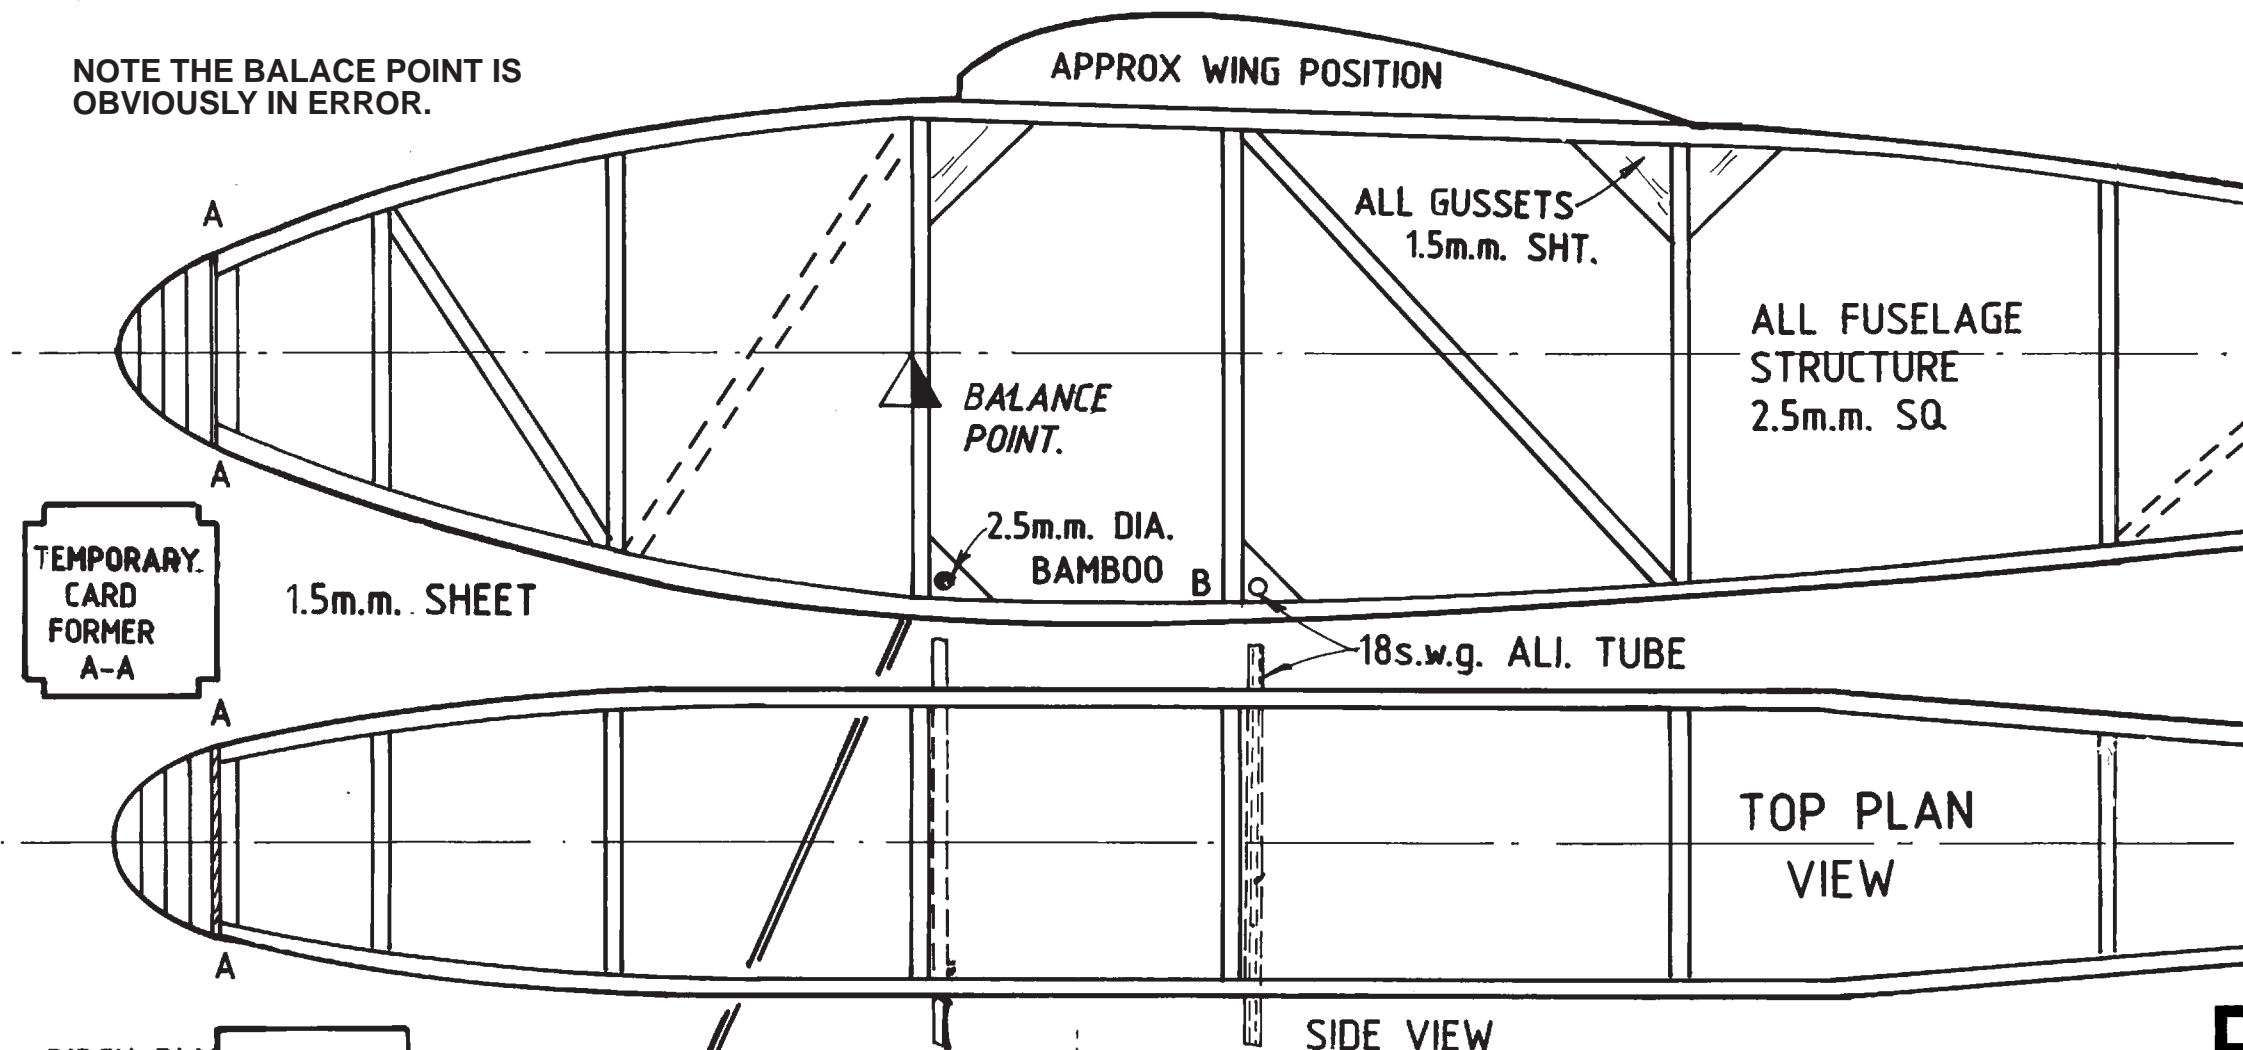 NOTE THE BALACE POINT IS
OBVIOUSLY IN ERROR.
APPROX WING POSITION
A
ALL GUSSETS
1.5m.m. SHT.
ALL FUSELAGE
STRUCTURE
2.5m.m. SQ
BALANCE
POINT.
A
2.5m.m. DIA.
BAMBOO
B
TEMPORARY
CARD
FORMER
A-A
1.5m.m. SHEET
18s.w.g. ALI. TUBE
A
TOP PLAN
VIEW
A
SIDE VIEW